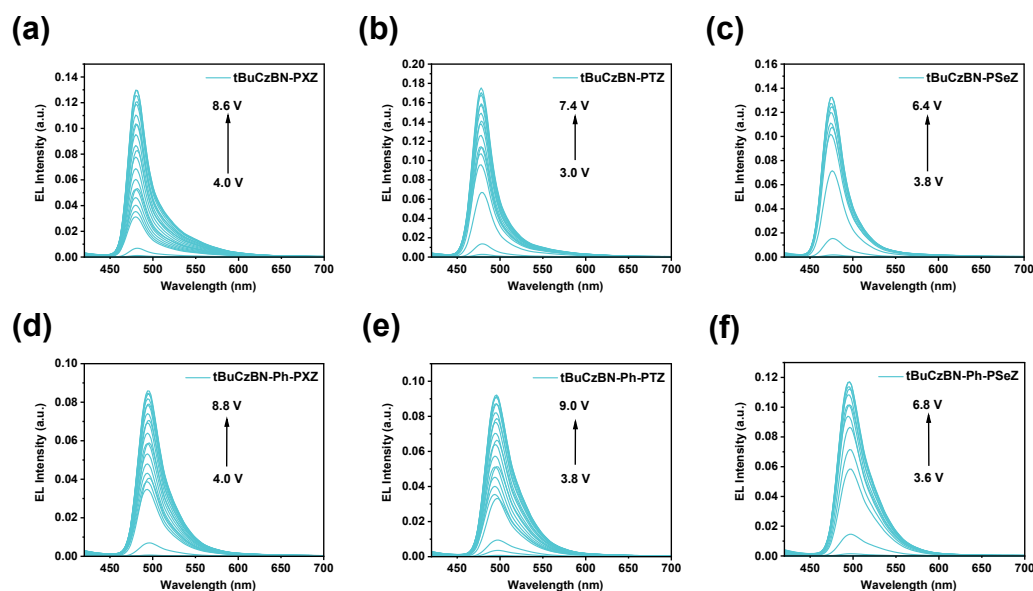 (a)
tBuCzBN-PXZ
8.6 V
4.0 V
0.14
0.12
0.10
0.08
0.06
0.04
0.02
0.00
450 500 550 600 650 700
EL Intensity (a.u.)
Wavelength (nm)
(b)
tBuCzBN-PTZ
7.4 V
3.0 V
0.20
0.18
0.15
0.13
0.10
0.08
0.05
0.03
0.00
400 450 500 550 600 650 700
EL Intensity (a.u.)
Wavelength (nm)
(c)
tBuCzBN-PSeZ
6.4 V
3.8 V
0.16
0.14
0.12
0.10
0.08
0.06
0.04
0.02
0.00
450 500 550 600 650 700
EL Intensity (a.u.)
Wavelength (nm)
(d)
tBuCzBN-Ph-PXZ
8.8 V
4.0 V
0.10
0.08
0.06
0.04
0.02
0.00
450 500 550 600 650 700
EL Intensity (a.u.)
Wavelength (nm)
(e)
tBuCzBN-Ph-PTZ
9.0 V
3.8 V
0.10
0.08
0.06
0.04
0.02
0.00
450 500 550 600 650 700
EL Intensity (a.u.)
Wavelength (nm)
(f)
tBuCzBN-Ph-PSeZ
6.8 V
3.6 V
0.12
0.10
0.08
0.06
0.04
0.02
0.00
450 500 550 600 650 700
EL Intensity (a.u.)
Wavelength (nm)